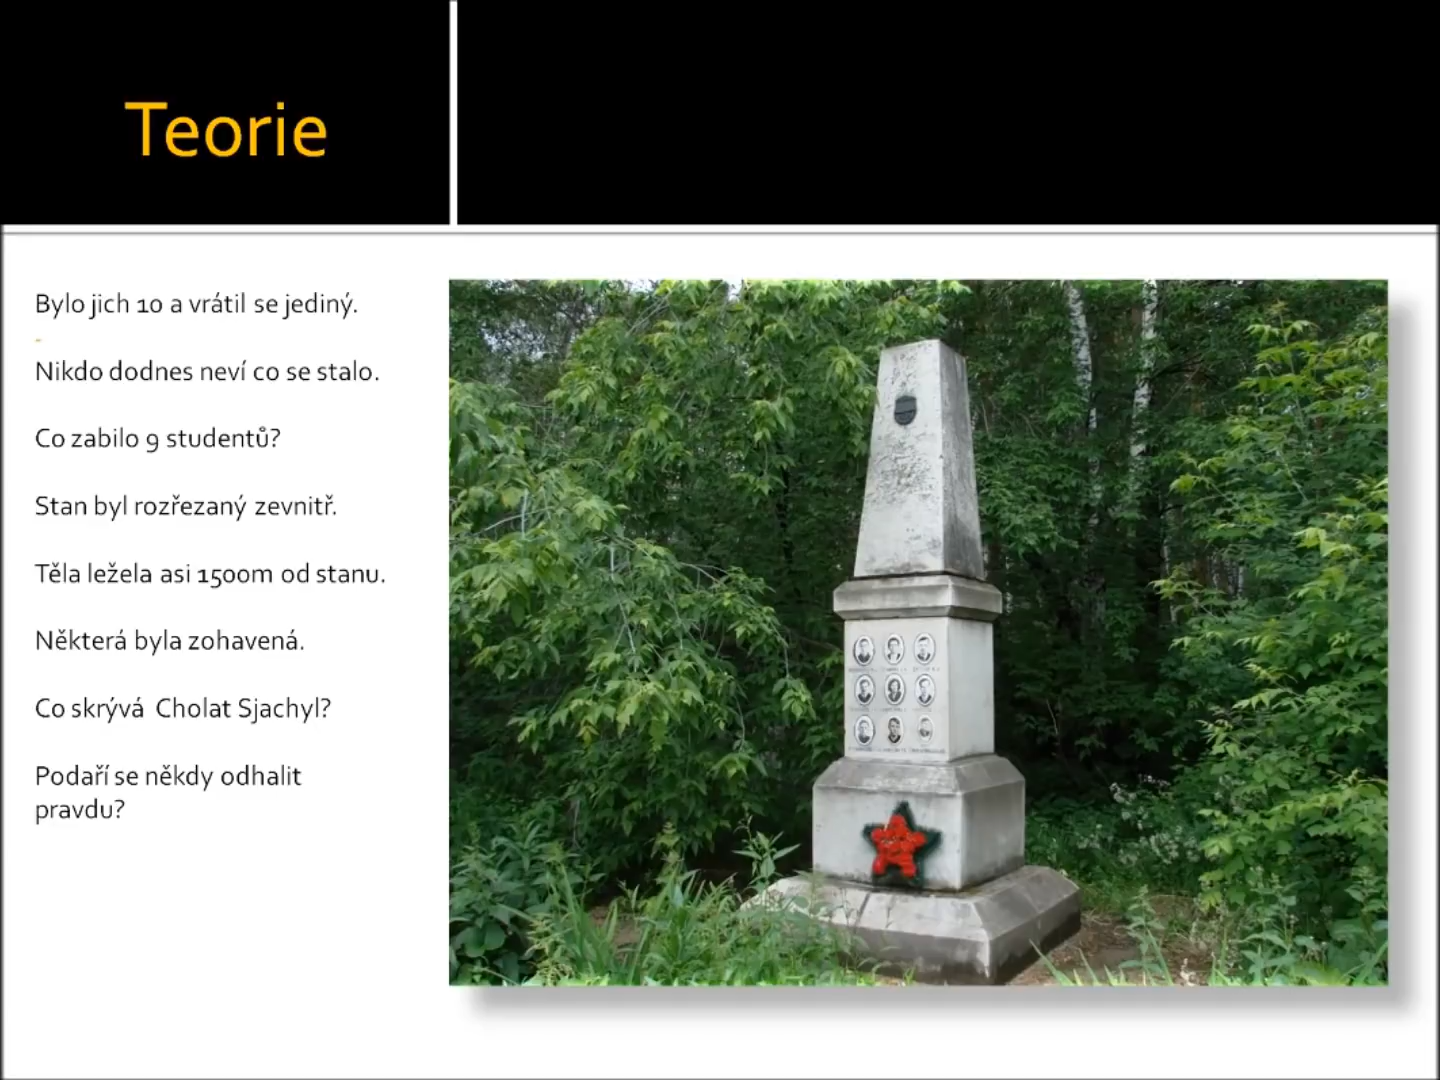 Teorie
Bylo jich 10 a vrátil se jediný.
Nikdo dodnes neví co se stalo.
Co zabilo 9 studentů?
Stan byl rozřezaný zevnitř.
Těla ležela asi 1500m od stanu.
Některá byla zohavená.
Co skrývá Cholat Sjachyl?
Podaří se někdy odhalit
pravdu?